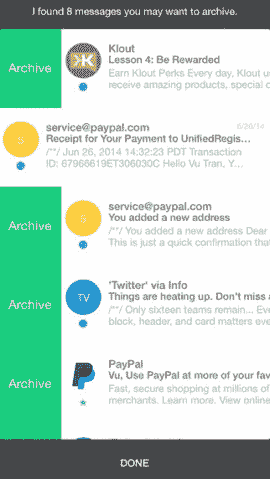 I found 8 messages you may want to archive.
Archive
Klout
Lesson 4: Be Rewarded
Earn Klout Perks Every day, Klout us
receive amazing products, special d
S
service@paypal.com
6/26/14
Receipt for Your Payment to UnifiedRegis...
/**/ Jun 26, 2014 14:32:23 PDT Transaction
ID: 67966619ET306030C Hello Vu Tran, Y...
Archive
S
service@paypal.com
You added a new address
/**/ You added a new address Dear
This is just a quick confirmation that
Archive
TV
'Twitter' via Info
Things are heating up. Don't miss a
/**/ Only sixteen teams remain... Eve
block, header, and card matters eve
Archive
PayPal
Vu, Use PayPal at more of your fav
Fast, secure shopping at millions of
merchants. Learn more. View online
DONE